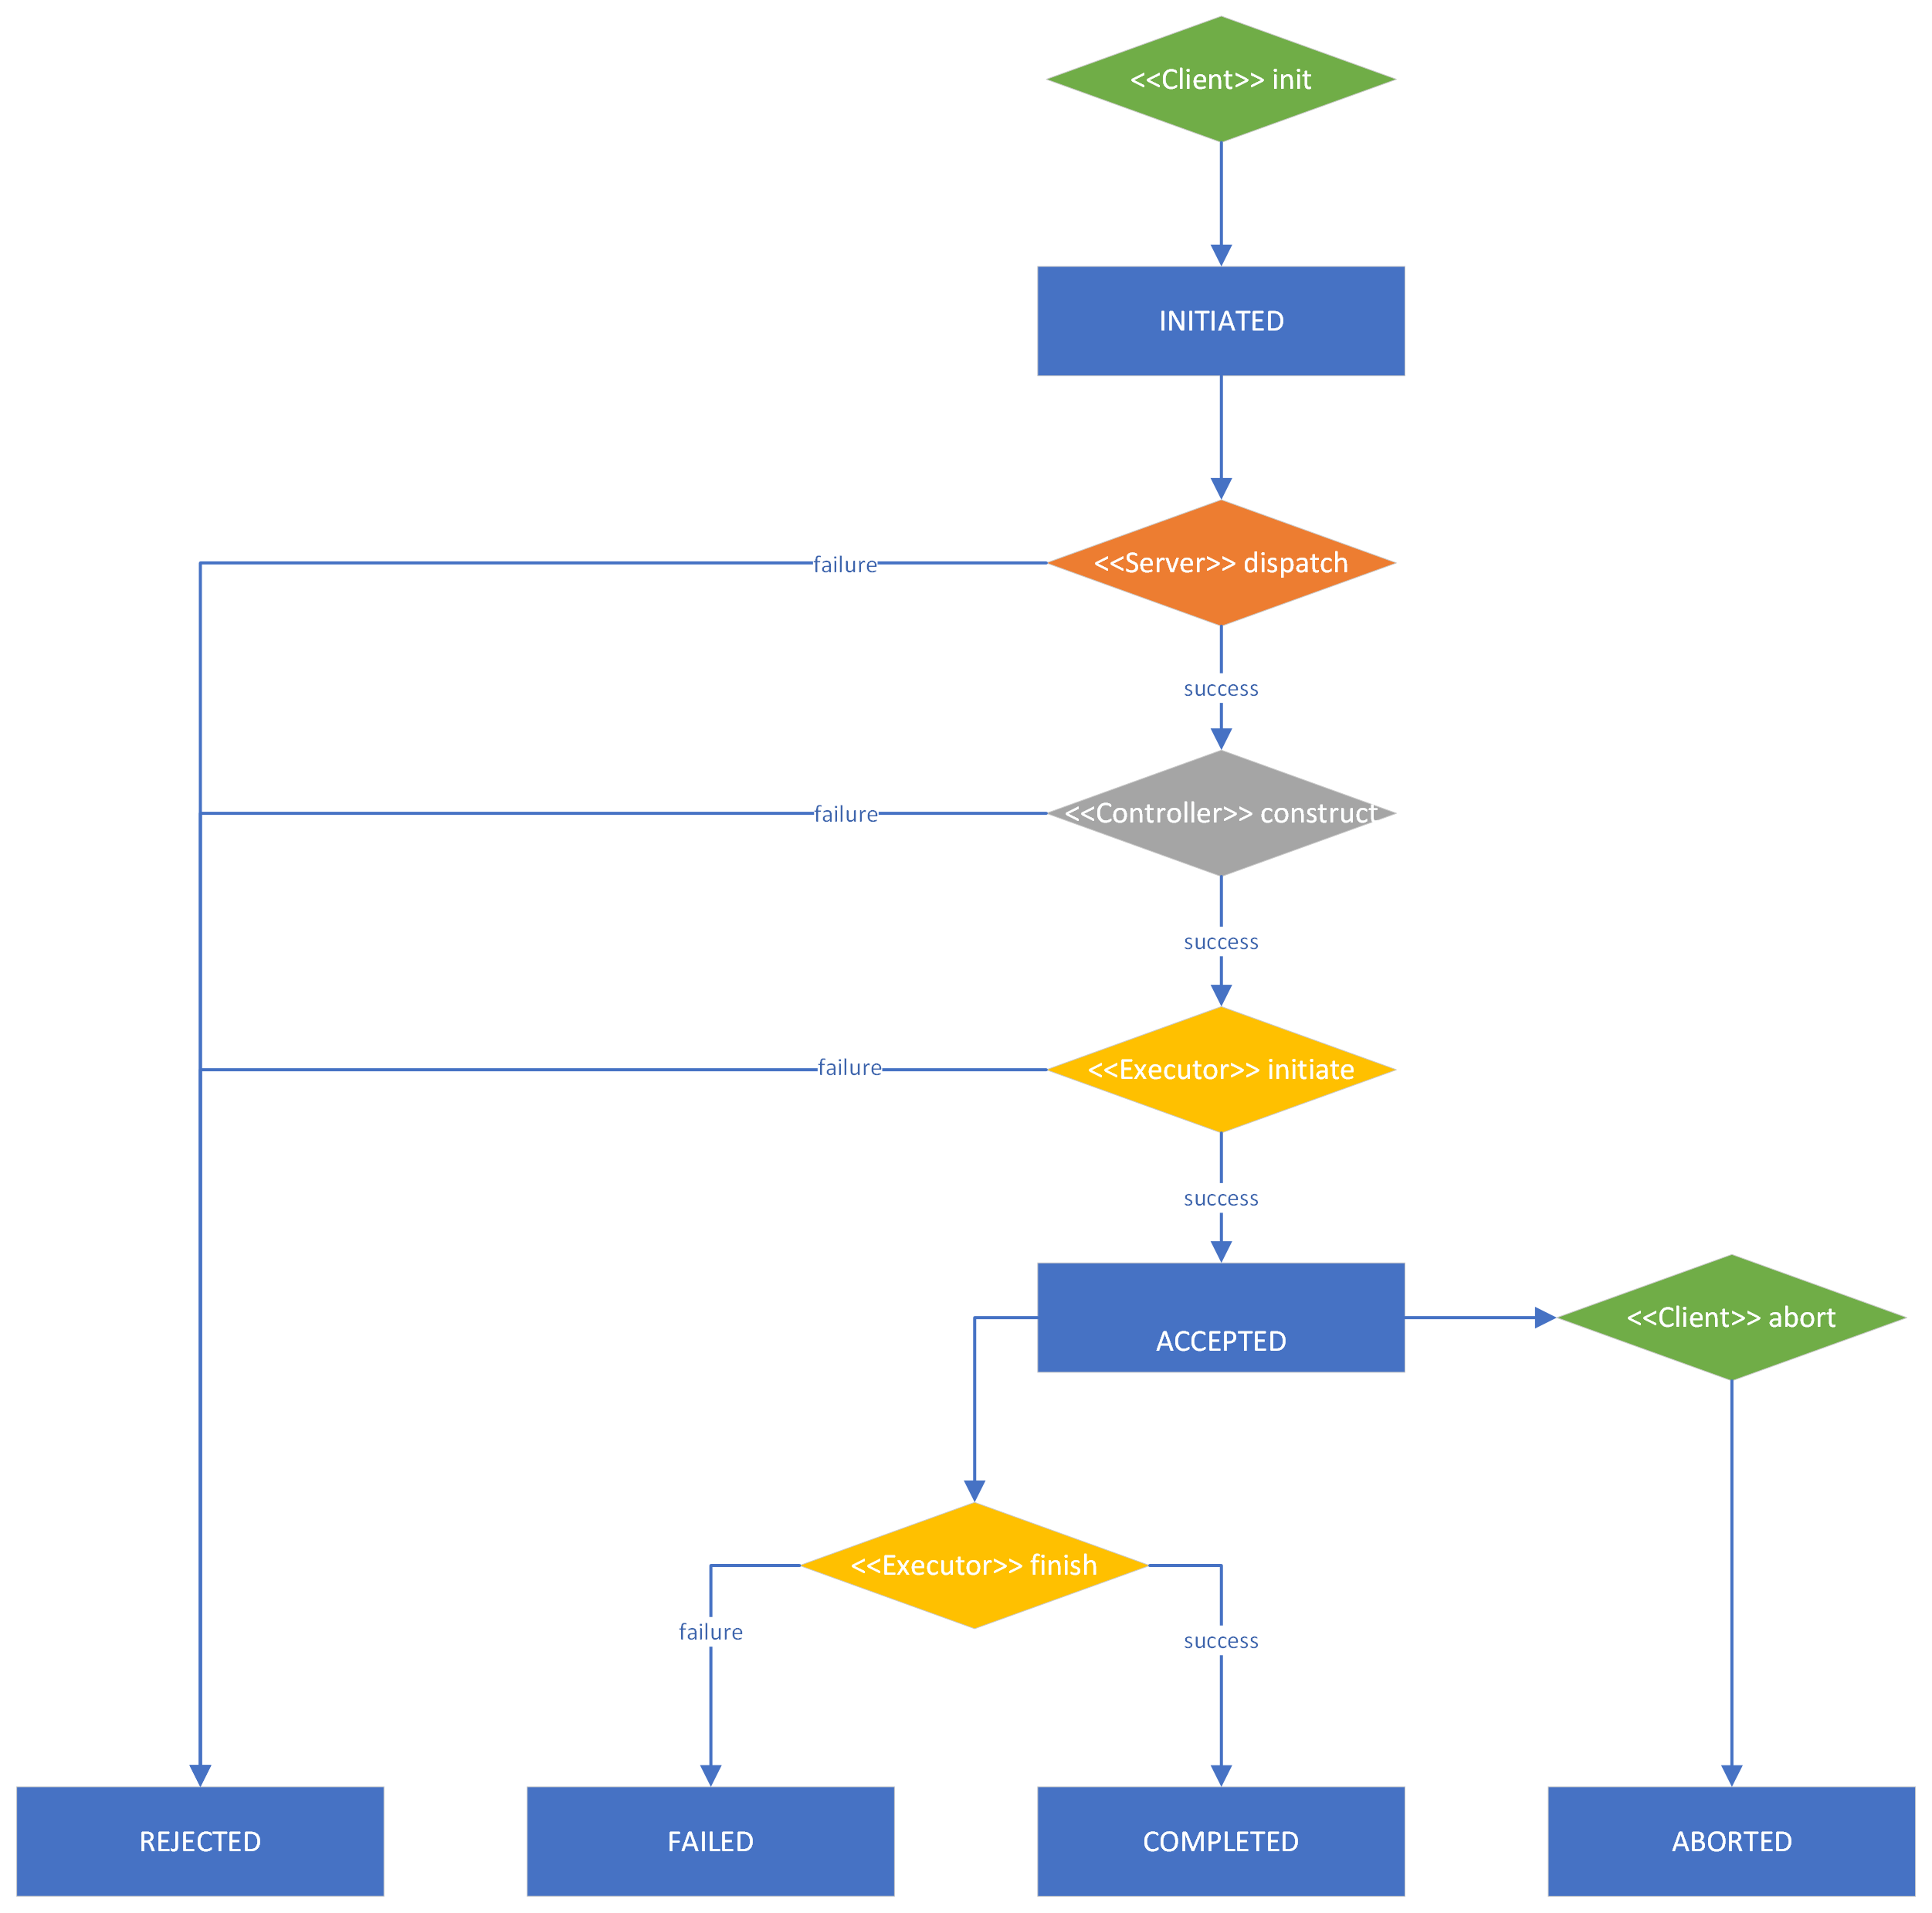 <<Client>> init
INITIATED
failure
<<Server>> dispatch
success
failure
<<Controller>> construct
success
failure
<<Executor>> initiate
success
ACCEPTED
<<Client>> abort
<<Executor>> finish
failure
success
REJECTED
FAILED
COMPLETED
ABORTED